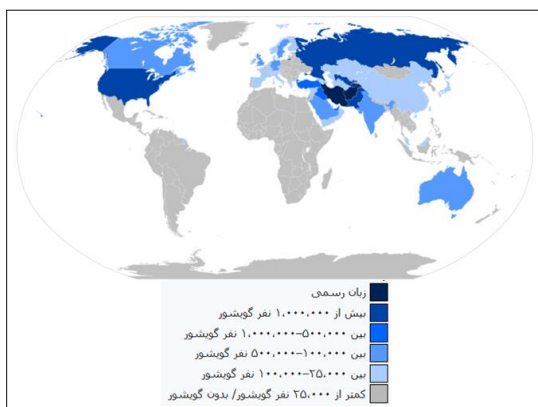 زبان رسمی
بیش از ۱،۰۰۰،۰۰۰ نفر گویشور
بین ۵۰۰،۰۰۰–۱،۰۰۰،۰۰۰ نفر گویشور
بین ۱۰۰،۰۰۰–۵۰۰،۰۰۰ نفر گویشور
بین ۲۵،۰۰۰–۱۰۰،۰۰۰ نفر گویشور
کمتر از ۲۵،۰۰۰ نفر گویشور/ بدون گویشور